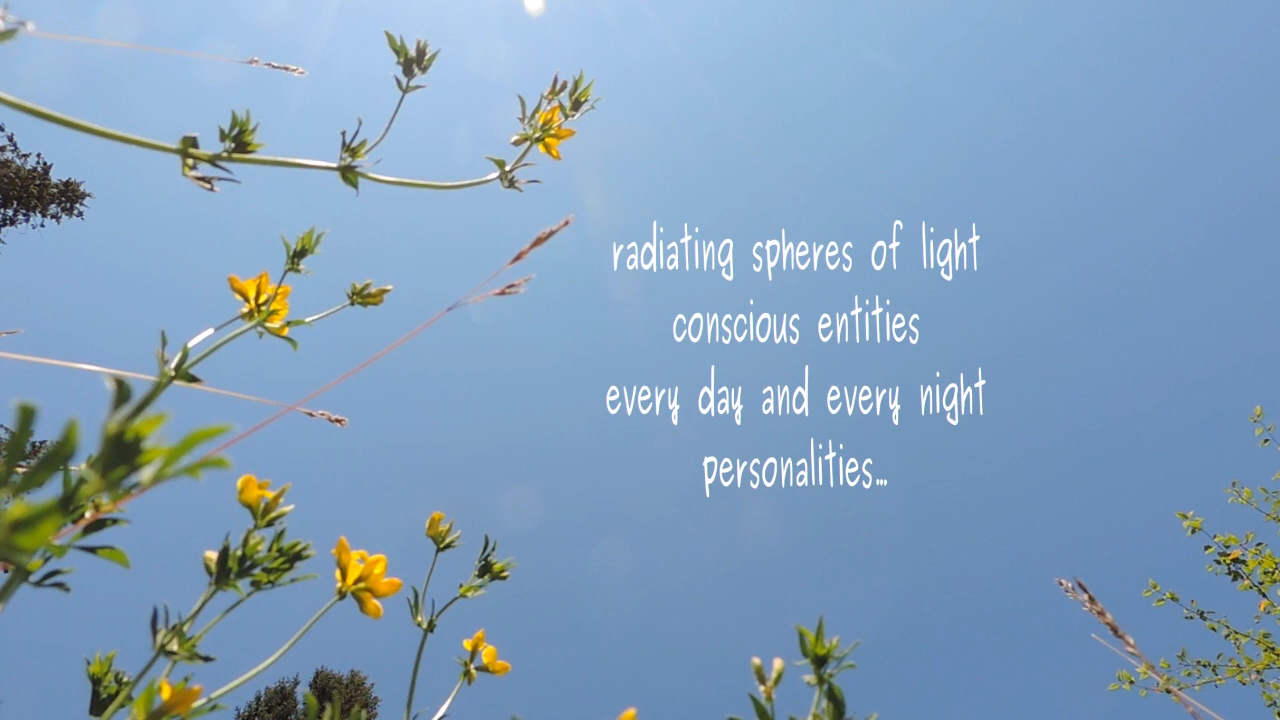 radiating spheres of light
conscious entities
every day and every night
personalities...